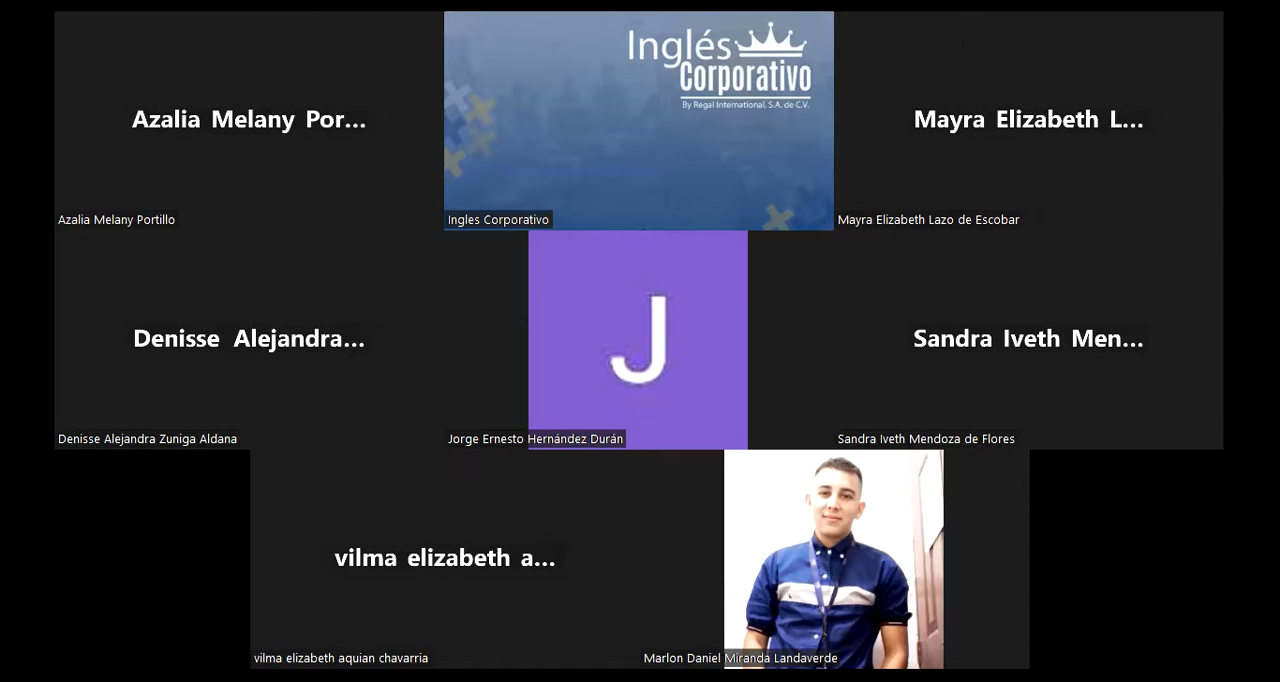 Azalia Melany Por...
Azalia Melany Portillo
Inglés
Corporativo
By Regal International, S.A. de C.V.
Ingles Corporativo
Mayra Elizabeth L...
Mayra Elizabeth Lazo de Escobar
Denisse Alejandra...
Denisse Alejandra Zuniga Aldana
J
Jorge Ernesto Hernández Durán
Sandra Iveth Men...
Sandra Iveth Mendoza de Flores
vilma elizabeth a...
vilma elizabeth aquian chavarria
Marlon Daniel Miranda Landaverde